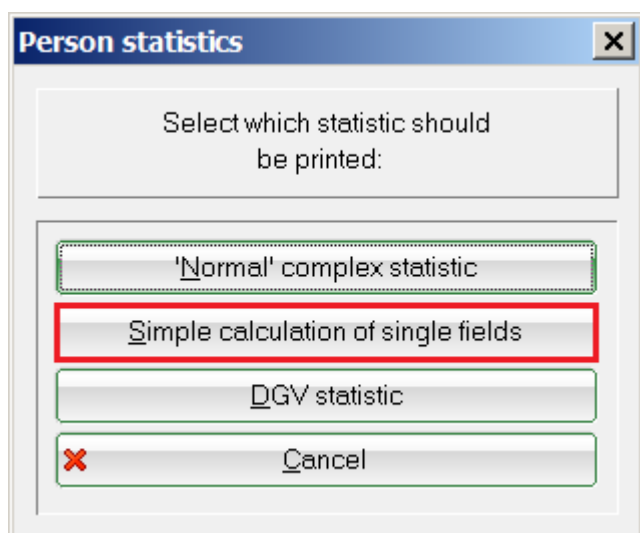 Person statistics
Select which statistic should
be printed:
'Normal' complex statistic
Simple calculation of single fields
DGV statistic
Cancel